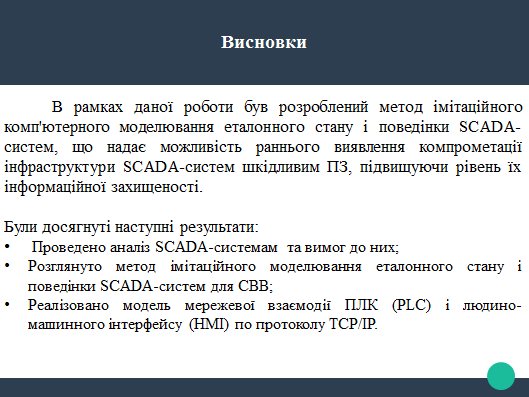 Висновки
В рамках даної роботи був розроблений метод імітаційного
комп'ютерного моделювання еталонного стану і поведінки SCADA-
систем, що надає можливість раннього виявлення компрометації
інфраструктури SCADA-систем шкідливим ПЗ, підвищуючи рівень їх
інформаційної захищеності.
Були досягнуті наступні результати:
• Проведено аналіз SCADA-системам та вимог до них;
• Розглянуто метод імітаційного моделювання еталонного стану і
поведінки SCADA-систем для СВВ;
• Реалізовано модель мережевої взаємодії ПЛК (PLC) і людино-
машинного інтерфейсу (HMI) по протоколу TCP/IP.